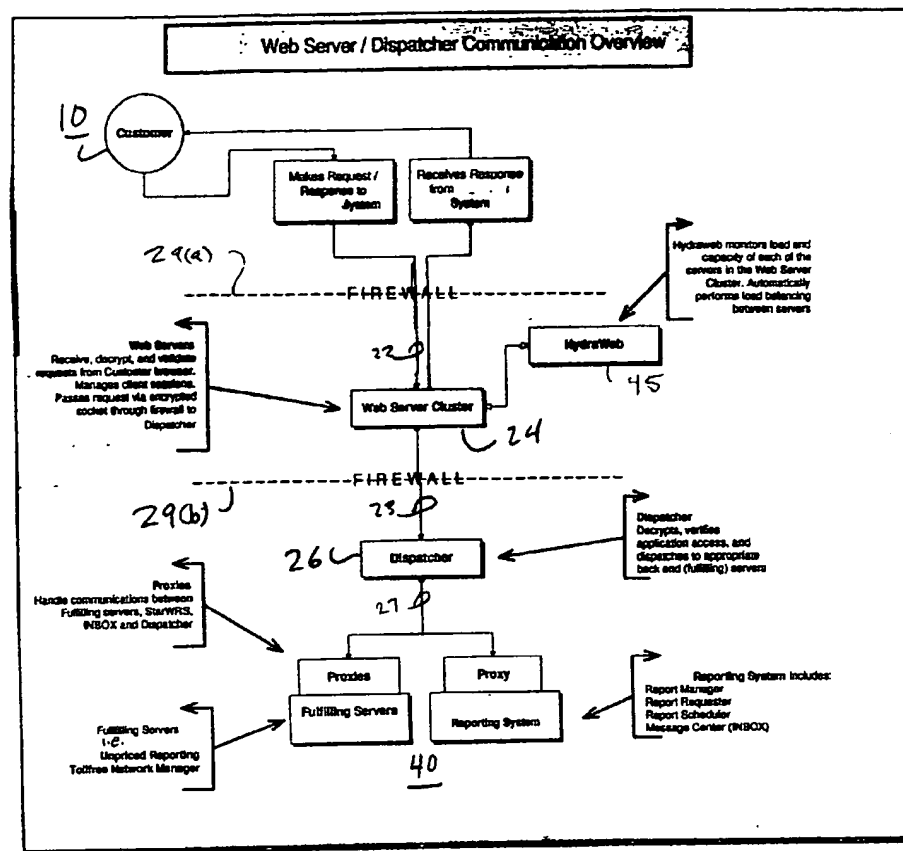 Web Server / Dispatcher Communication Overview
10
Customer
Makes Request /
Response to
System
Receives Response
from
System
29(a)
FIREWALL
Hydraweb monitors load and
capacity of each of the
servers in the Web Server
Cluster. Automatically
performs load balancing
between servers
Web Servers
Receive, decrypt, and validate
requests from Customer browser.
Manages client sessions.
Passes request via encrypted
socket through firewall to
Dispatcher
22
HydraWeb
45
Web Server Cluster
24
FIREWALL
29(b)
23
Dispatcher
Decrypts, verifies
application access, and
dispatches to appropriate
back end (fulfilling) servers
26
Dispatcher
27
Proxies
Handle communications between
Fulfilling servers, StarWRS,
INBOX and Dispatcher
Proxies
Fulfilling Servers
Proxy
Reporting System
Reporting System Includes:
Report Manager
Report Requester
Report Scheduler
Message Center (INBOX)
Fulfilling Servers
i.e.
Unpriced Reporting
Tollfree Network Manager
40